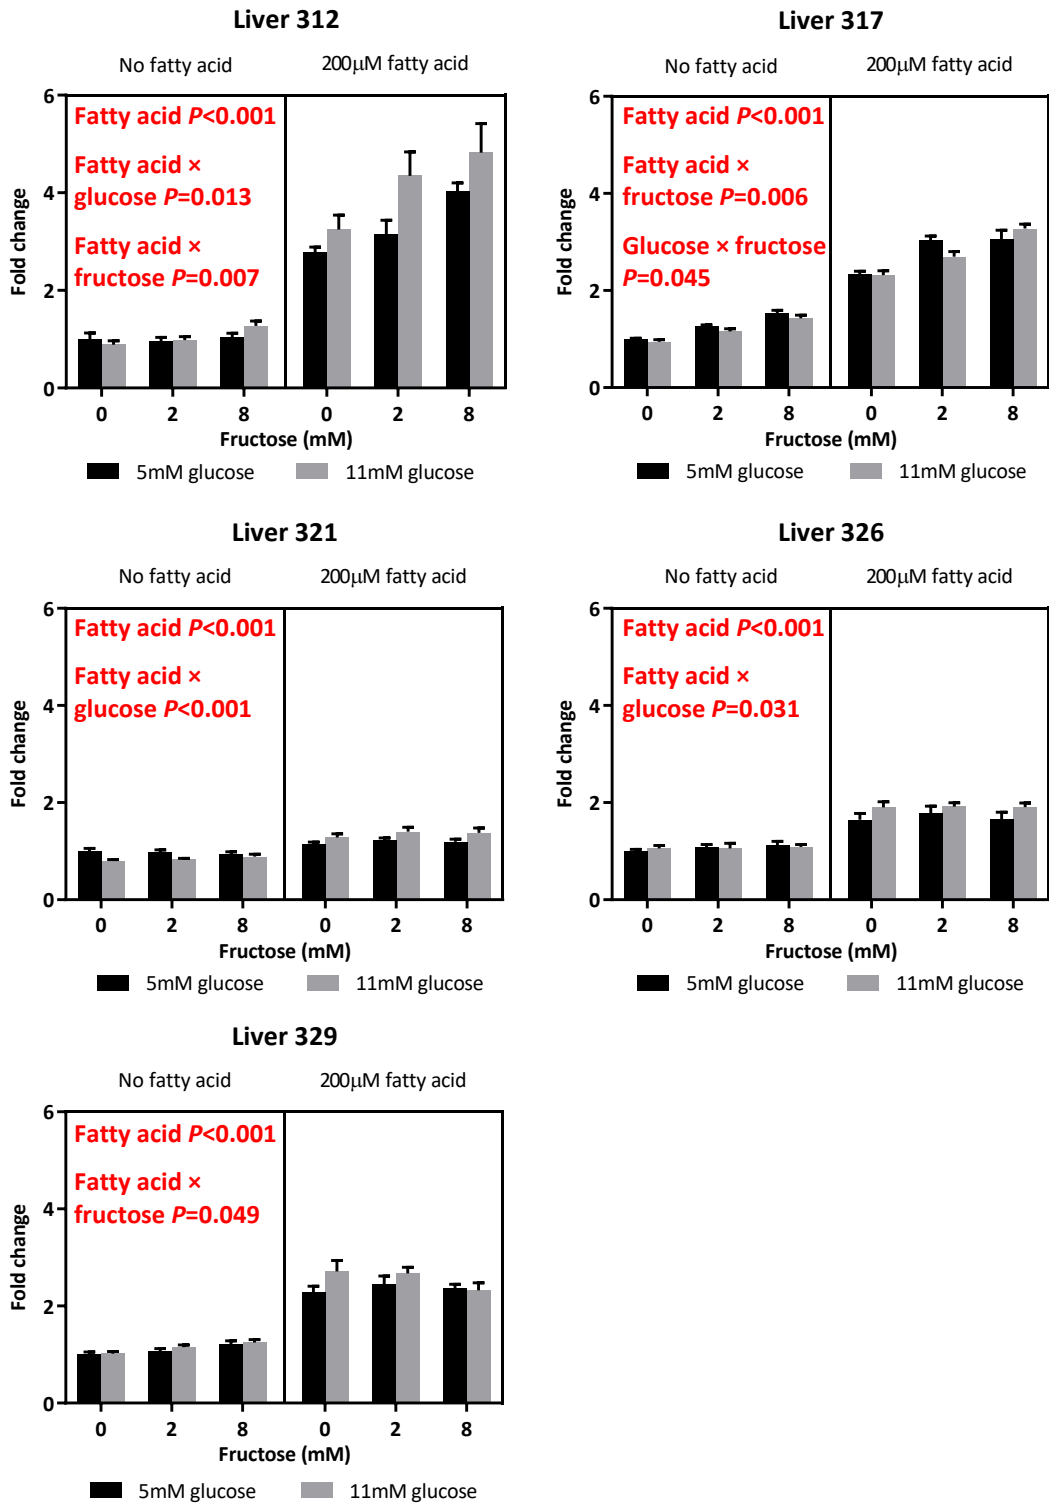 Liver 312
No fatty acid
200μM fatty acid
Fold change
6
4
2
0
Fatty acid P<0.001
Fatty acid ×
glucose P=0.013
Fatty acid ×
fructose P=0.007
0 2 8 0 2 8
Fructose (mM)
5mM glucose 11mM glucose
Liver 317
No fatty acid
200μM fatty acid
Fold change
6
4
2
0
Fatty acid P<0.001
Fatty acid ×
fructose P=0.006
Glucose × fructose
P=0.045
0 2 8 0 2 8
Fructose (mM)
5mM glucose 11mM glucose
Liver 321
No fatty acid
200μM fatty acid
Fold change
6
4
2
0
Fatty acid P<0.001
Fatty acid ×
glucose P<0.001
0 2 8 0 2 8
Fructose (mM)
5mM glucose 11mM glucose
Liver 326
No fatty acid
200μM fatty acid
Fold change
6
4
2
0
Fatty acid P<0.001
Fatty acid ×
glucose P=0.031
0 2 8 0 2 8
Fructose (mM)
5mM glucose 11mM glucose
Liver 329
No fatty acid
200μM fatty acid
Fold change
6
4
2
0
Fatty acid P<0.001
Fatty acid ×
fructose P=0.049
0 2 8 0 2 8
Fructose (mM)
5mM glucose 11mM glucose